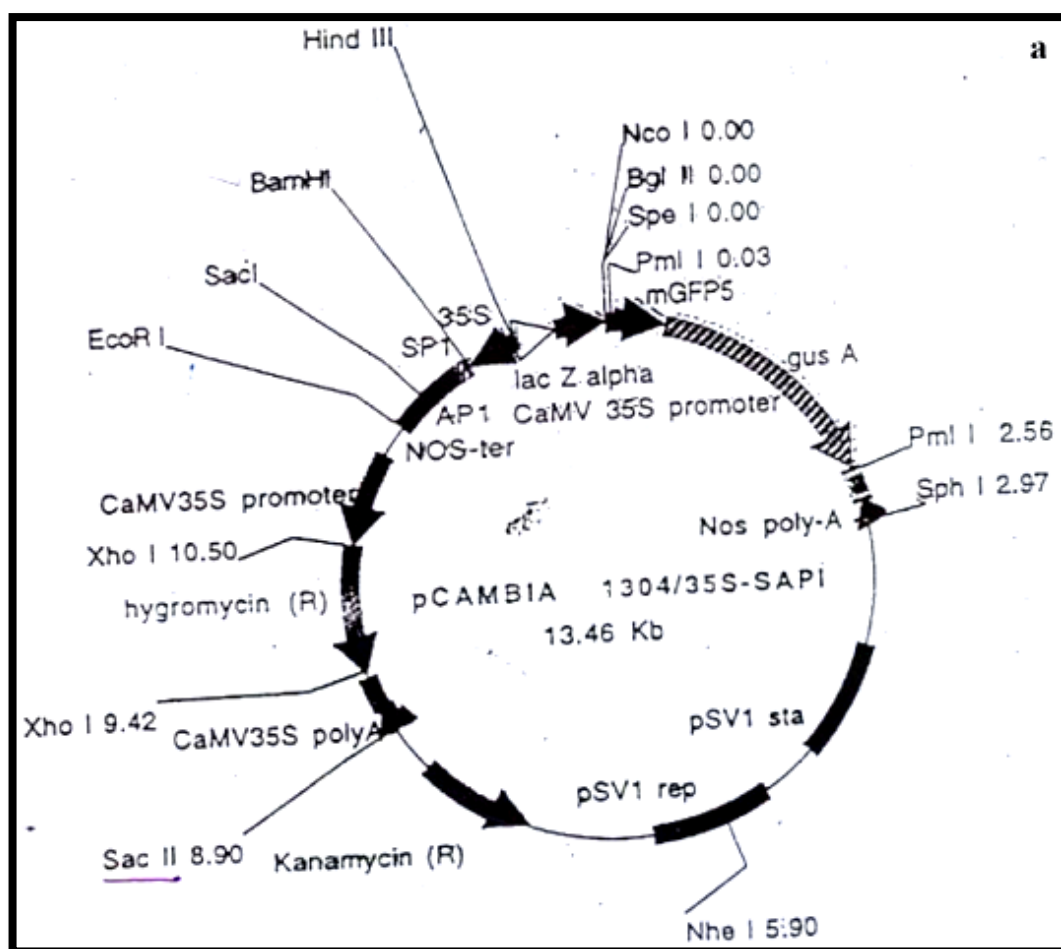 a
Hind III
Nco I 0.00
Bgl II 0.00
BamHI
Spe I 0.00
Pml I 0.03
SacI
mGFP5
35S
EcoR I
SP1
gus A
lac Z alpha
AP1 CaMV 35S promoter
Pml I 2.56
NOS-ter
Sph I 2.97
CaMV35S promoter
Nos poly-A
Xho I 10.50
pCAMBIA 1304/35S-SAPI
hygromycin (R)
13.46 Kb
Xho I 9.42
CaMV35S polyA
pSV1 sta
pSV1 rep
Sac II 8.90
Kanamycin (R)
Nhe I 5.90